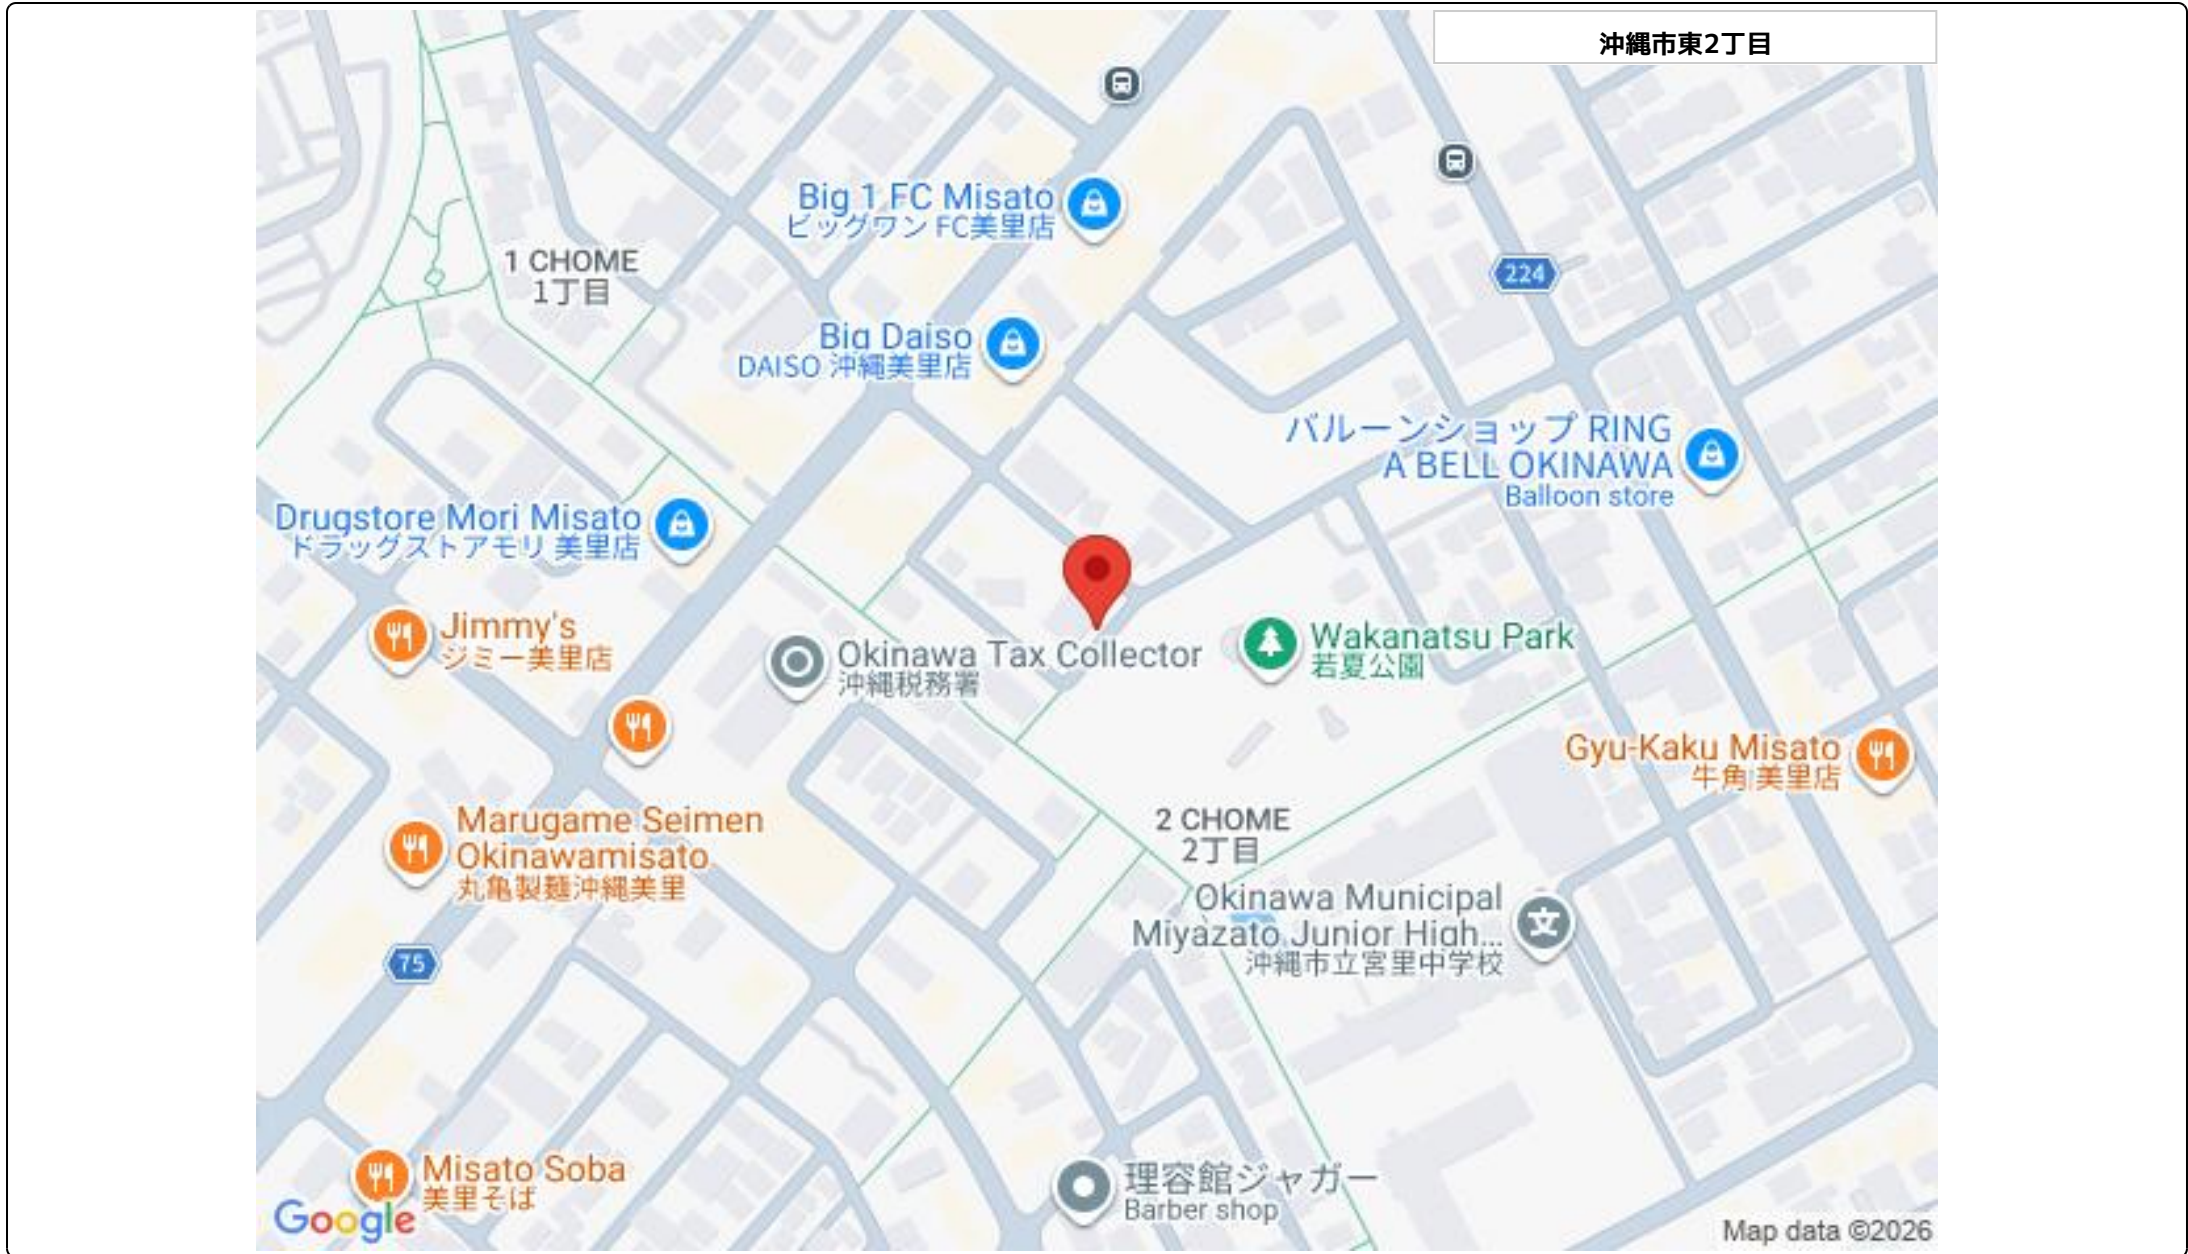 沖縄市東2丁目
Big 1 FC Misato
ビッグワン FC美里店
1 CHOME
1丁目
224
Big Daiso
DAISO 沖縄美里店
バルーンショップ RING
A BELL OKINAWA
Balloon store
Drugstore Mori Misato
ドラッグストアモリ 美里店
Jimmy's
ジミー美里店
Okinawa Tax Collector
沖縄税務署
Wakanatsu Park
若夏公園
Gyu-Kaku Misato
牛角 美里店
Marugame Seimen
Okinawamisato
丸亀製麺沖縄美里
2 CHOME
2丁目
Okinawa Municipal
Miyazato Junior High...
沖縄市立宮里中学校
文
75
Misato Soba
美里そば
理容館ジャガー
Barber shop
Google
Map data ©2026